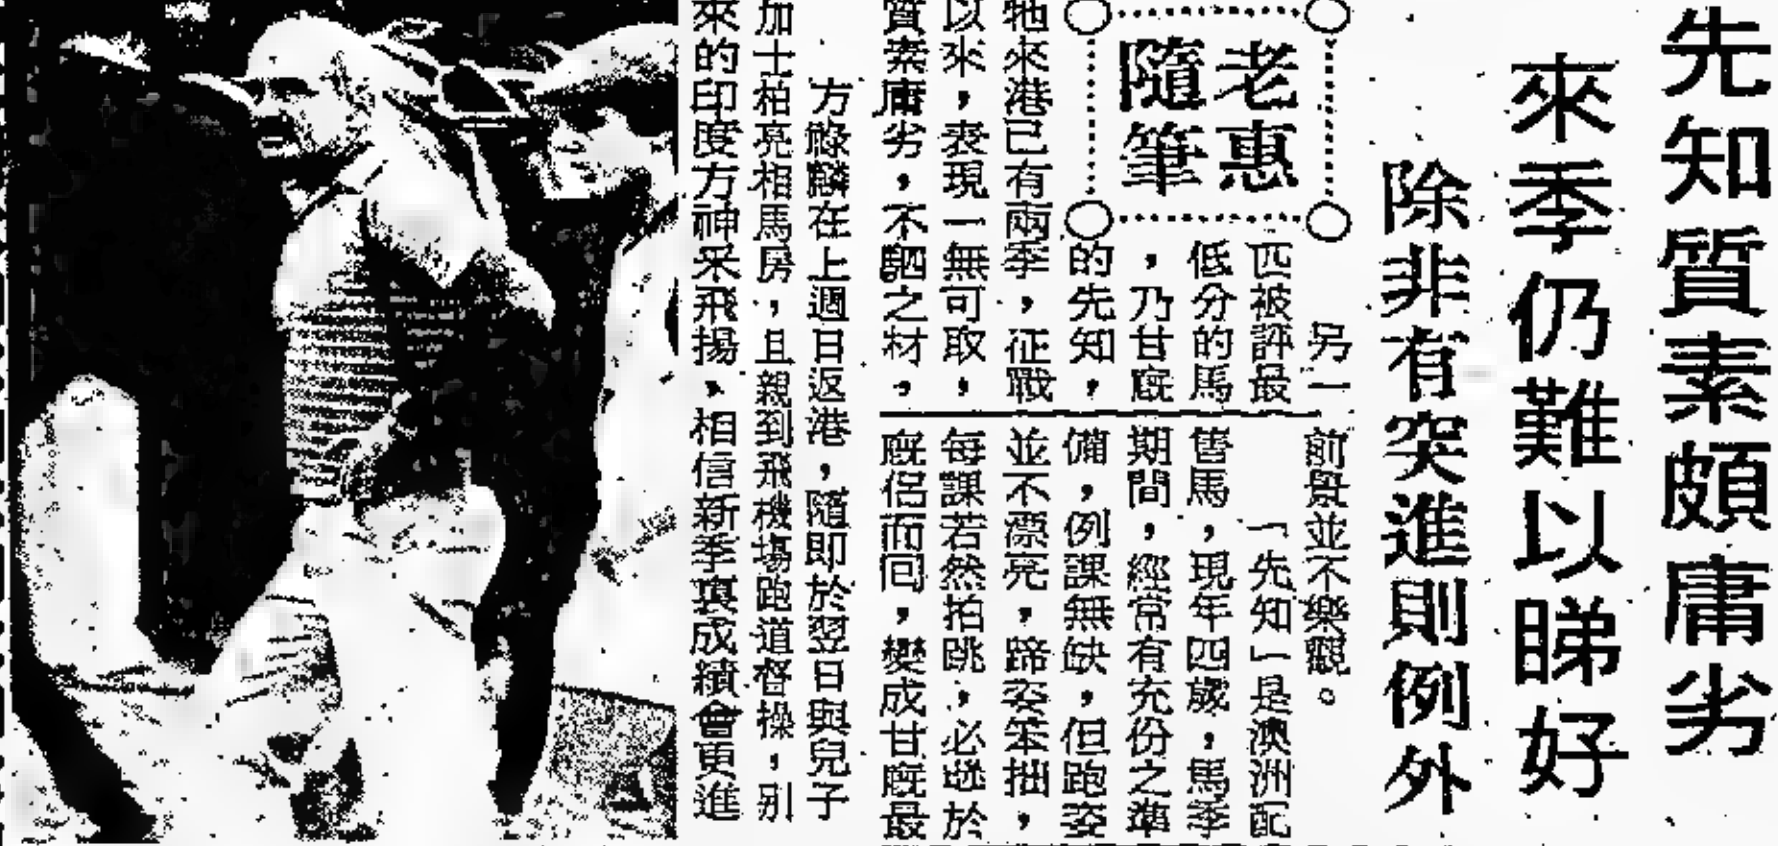 先知質素頗庸劣
來季仍難以睇好
除非有突進則例外
老惠
隨筆
另一
匹被評最
低分的馬
，乃甘廐
的先知，
牠來港已有兩季，征戰
以來，表現一無可取，
質素庸劣，不驷之材，
前景並不樂觀。
「先知」是澳洲配
售馬，現年四歲，馬季
期間，經常有充份之準
備，例課無缺，但跑姿
並不漂亮，蹄姿笨拙，
每課若然拍跳，必遜於
廐侶而回，變成甘廐最
方祿麟在上週日返港，隨即於翌日與兒子
加士柏亮相馬房，且親到飛機場跑道督操，別
來的印度方神采飛揚，相信新季裏成績會更進